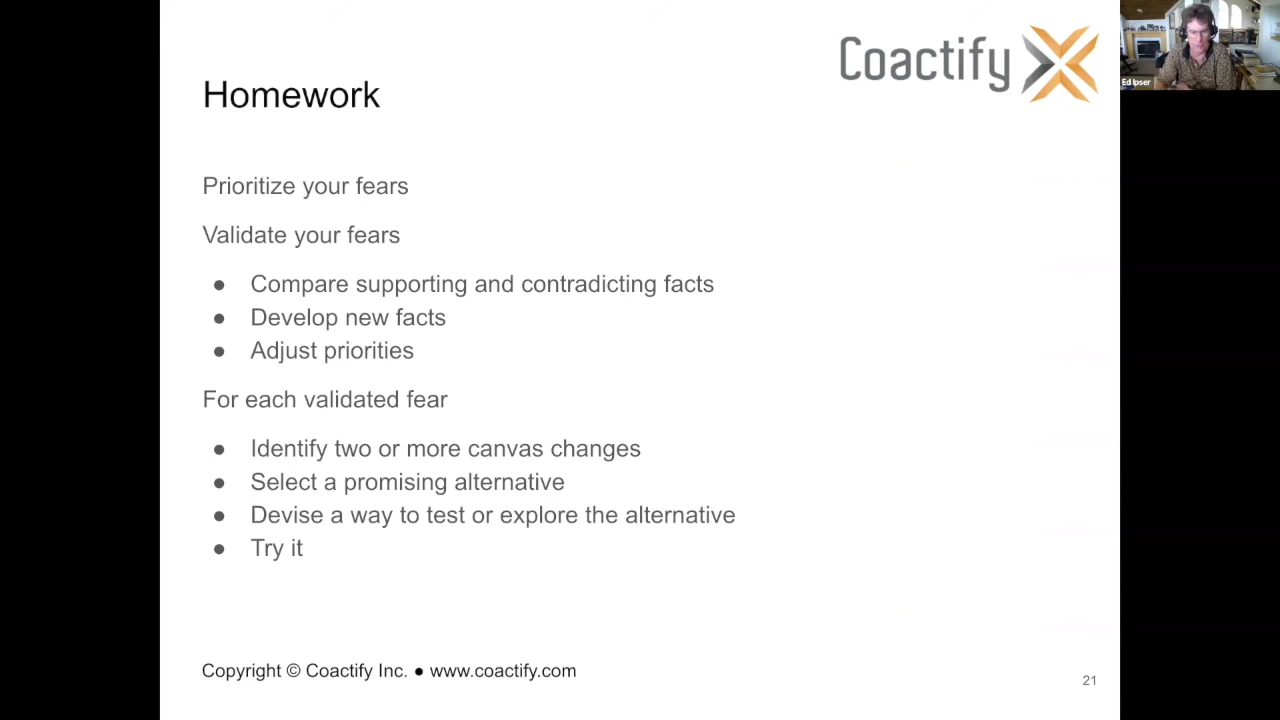 Coactify
Ed Ipser
Homework
Prioritize your fears
Validate your fears
● Compare supporting and contradicting facts
● Develop new facts
● Adjust priorities
For each validated fear
● Identify two or more canvas changes
● Select a promising alternative
● Devise a way to test or explore the alternative
● Try it
Copyright © Coactify Inc. ● www.coactify.com
21